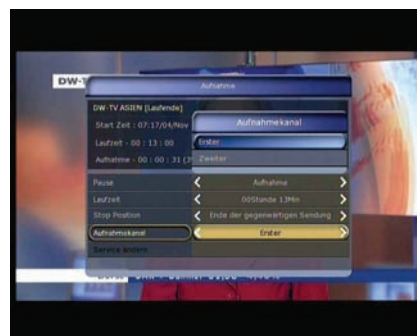 DW-T
Aufnahme
DW-TV ASIEN [Laufende]
Start Zeit : 07:17/04/Nov
Aufnahmekanal
Laufzeit - 00 : 13 : 00
Erster
Aufnahme - 00 : 00 : 31
Zweiter
Pause Aufnahme
Laufzeit 00Stunde 13Min
Stop Position Ende der gegenwärtigen Sendung
Aufnahmekanal Erster
Service ändern